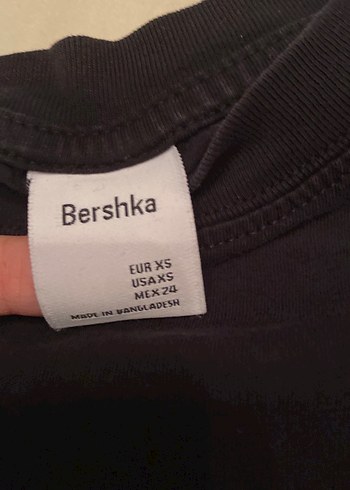 Bershka
EUR XS
USA XS
MEX 24
MADE IN BANGLADESH